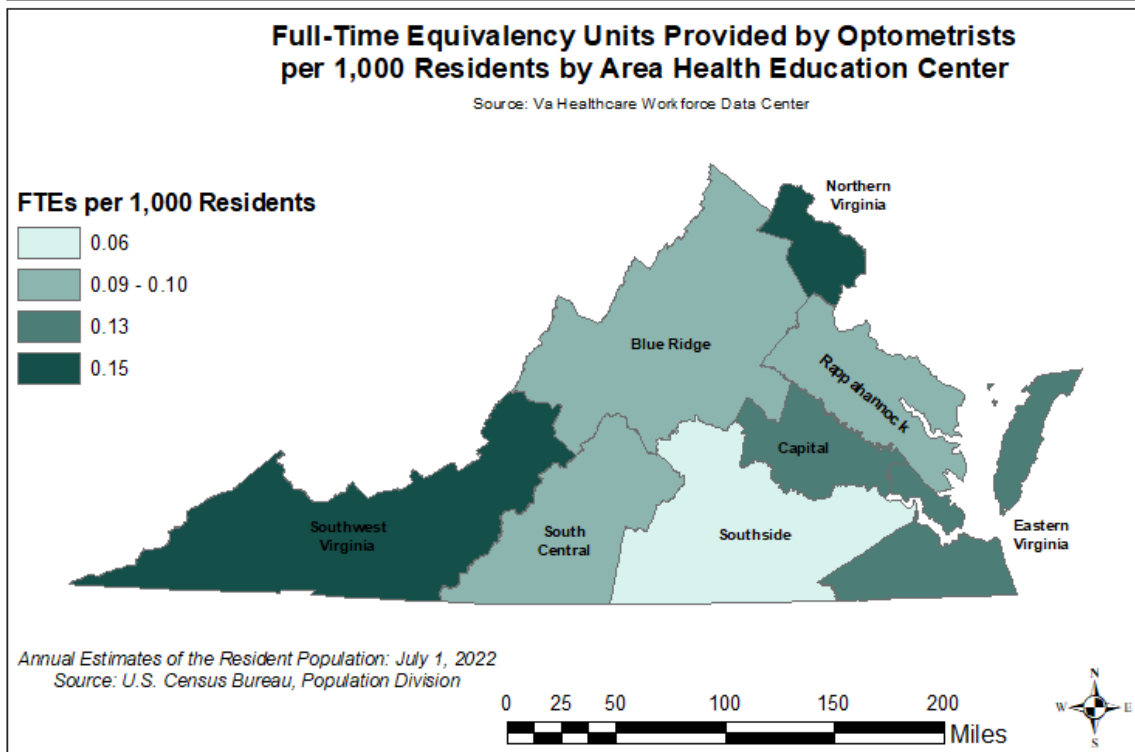 Full-Time Equivalency Units Provided by Optometrists
per 1,000 Residents by Area Health Education Center
Source: Va Healthcare Workforce Data Center
FTEs per 1,000 Residents
0.06
0.09 - 0.10
0.13
0.15
Northern
Virginia
Blue Ridge
Rappahannock
Capital
Southwest
Virginia
South
Central
Southside
Eastern
Virginia
Annual Estimates of the Resident Population: July 1, 2022
Source: U.S. Census Bureau, Population Division
0 25 50 100 150 200
Miles
N
W E
S